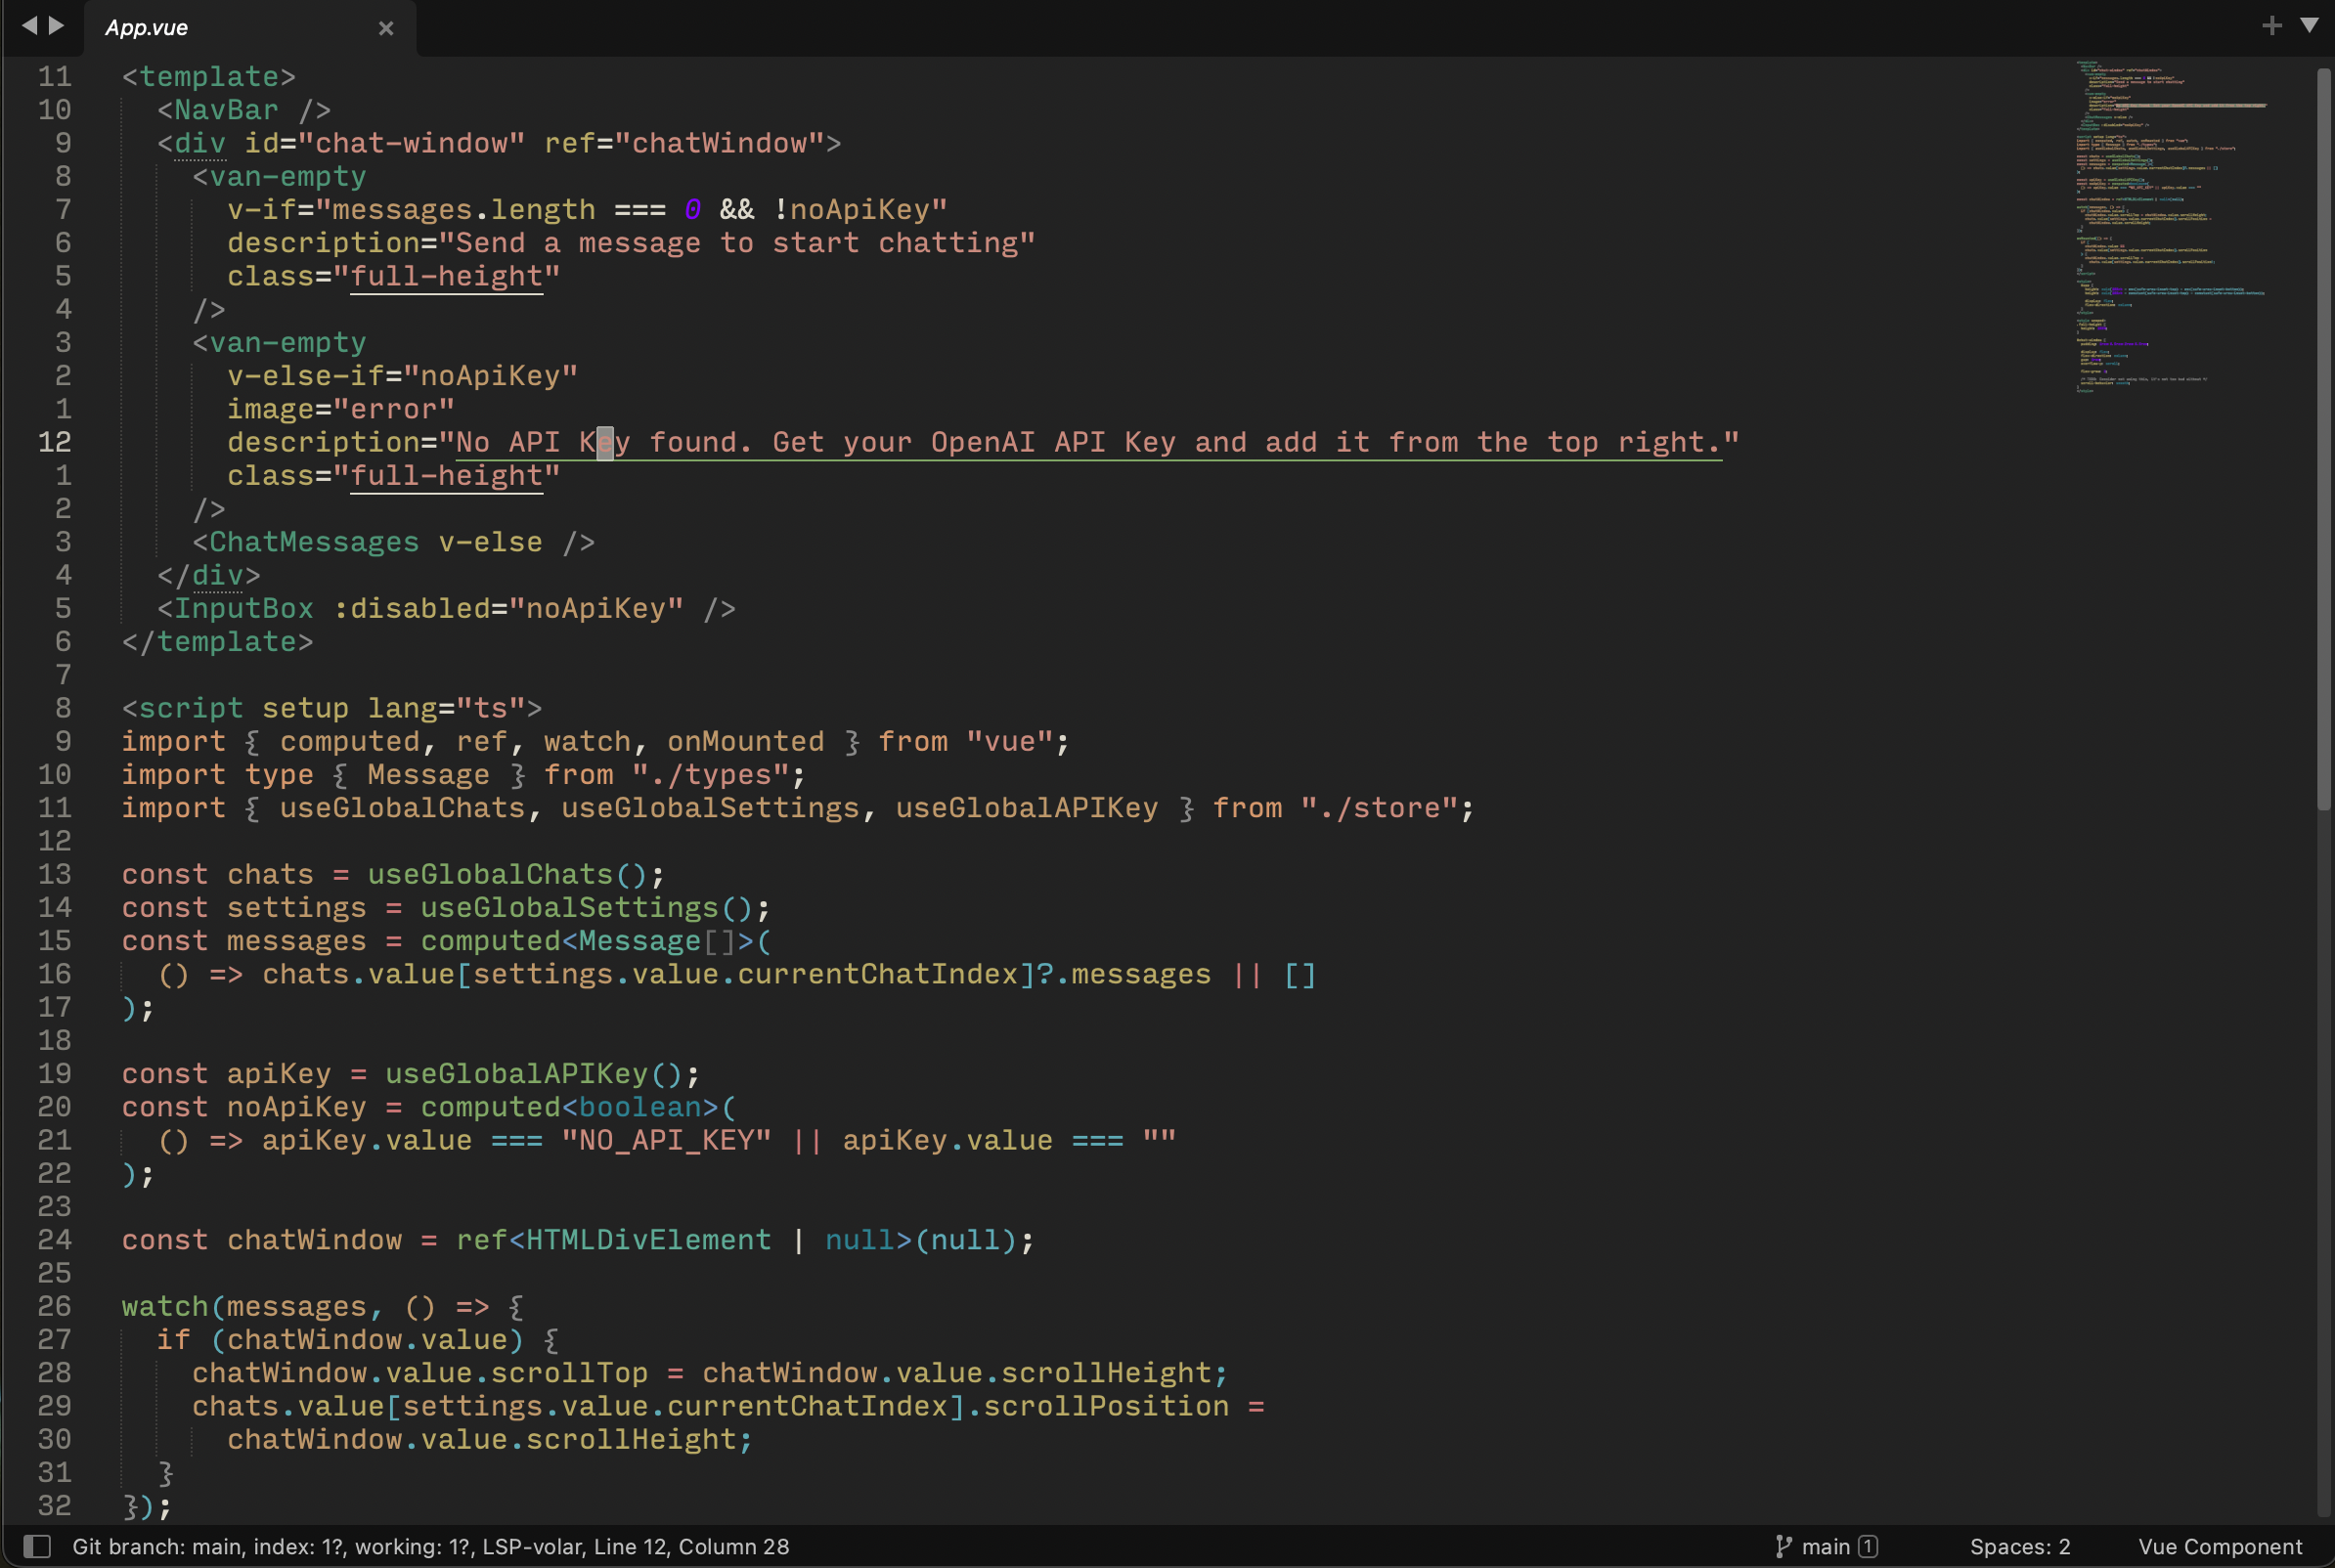 App.vue ×
11 <template>
10   <NavBar />
9   <div id="chat-window" ref="chatWindow">
8     <van-empty
7       v-if="messages.length === 0 && !noApiKey"
6       description="Send a message to start chatting"
5       class="full-height"
4     />
3     <van-empty
2       v-else-if="noApiKey"
1       image="error"
12       description="No API Key found. Get your OpenAI API Key and add it from the top right."
1       class="full-height"
2     />
3     <ChatMessages v-else />
4   </div>
5   <InputBox :disabled="noApiKey" />
6 </template>
7
8 <script setup lang="ts">
9 import { computed, ref, watch, onMounted } from "vue";
10 import type { Message } from "./types";
11 import { useGlobalChats, useGlobalSettings, useGlobalAPIKey } from "./store";
12
13 const chats = useGlobalChats();
14 const settings = useGlobalSettings();
15 const messages = computed<Message[]>(
16   () => chats.value[settings.value.currentChatIndex]?.messages || []
17 );
18
19 const apiKey = useGlobalAPIKey();
20 const noApiKey = computed<boolean>(
21   () => apiKey.value === "NO_API_KEY" || apiKey.value === ""
22 );
23
24 const chatWindow = ref<HTMLDivElement | null>(null);
25
26 watch(messages, () => {
27   if (chatWindow.value) {
28     chatWindow.value.scrollTop = chatWindow.value.scrollHeight;
29     chats.value[settings.value.currentChatIndex].scrollPosition =
30       chatWindow.value.scrollHeight;
31   }
32 });
Git branch: main, index: 1?, working: 1?, LSP-volar, Line 12, Column 28
main 1
Spaces: 2
Vue Component